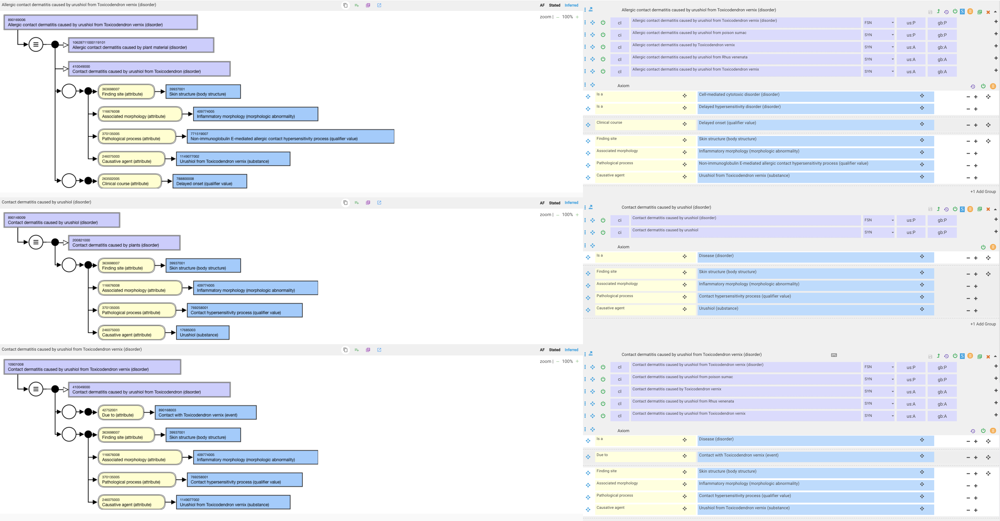 Allergic contact dermatitis caused by urushiol from Toxicodendron vernix (disorder)
AF Stated Inferred
zoom | – 100% +
890169006
Allergic contact dermatitis caused by urushiol from Toxicodendron vernix (disorder)
10628711000119101
Allergic contact dermatitis caused by plant material (disorder)
410049000
Contact dermatitis caused by urushiol from Toxicodendron (disorder)
363698007
Finding site (attribute)
39937001
Skin structure (body structure)
116676008
Associated morphology (attribute)
409774005
Inflammatory morphology (morphologic abnormality)
370135005
Pathological process (attribute)
771519007
Non-immunoglobulin E-mediated allergic contact hypersensitivity process (qualifier value)
246075003
Causative agent (attribute)
1149077002
Urushiol from Toxicodendron vernix (substance)
263502005
Clinical course (attribute)
788800008
Delayed onset (qualifier value)
Allergic contact dermatitis caused by urushiol from Toxicodendron vernix (disorder)
S
cI Allergic contact dermatitis caused by urushiol from Toxicodendron vernix (disorder) FSN us:P gb:P
ci Allergic contact dermatitis caused by urushiol from poison sumac SYN us:P gb:P
cI Allergic contact dermatitis caused by Toxicodendron vernix SYN us:A gb:A
cI Allergic contact dermatitis caused by urushiol from Rhus venenata SYN us:A gb:A
cI Allergic contact dermatitis caused by urushiol from Toxicodendron vernix SYN us:A gb:A
Axiom
Is a Cell-mediated cytotoxic disorder (disorder)
Is a Delayed hypersensitivity disorder (disorder)
Clinical course Delayed onset (qualifier value)
Finding site Skin structure (body structure)
Associated morphology Inflammatory morphology (morphologic abnormality)
Pathological process Non-immunoglobulin E-mediated allergic contact hypersensitivity process (qualifier value)
Causative agent Urushiol from Toxicodendron vernix (substance)
+1 Add Group
Contact dermatitis caused by urushiol (disorder)
AF Stated Inferred
zoom | – 100% +
890148009
Contact dermatitis caused by urushiol (disorder)
200821000
Contact dermatitis caused by plants (disorder)
363698007
Finding site (attribute)
39937001
Skin structure (body structure)
116676008
Associated morphology (attribute)
409774005
Inflammatory morphology (morphologic abnormality)
370135005
Pathological process (attribute)
769258001
Contact hypersensitivity process (qualifier value)
246075003
Causative agent (attribute)
17685003
Urushiol (substance)
Contact dermatitis caused by urushiol (disorder)
S
ci Contact dermatitis caused by urushiol (disorder) FSN us:P gb:P
ci Contact dermatitis caused by urushiol SYN us:P gb:P
Axiom
Is a Disease (disorder)
Finding site Skin structure (body structure)
Associated morphology Inflammatory morphology (morphologic abnormality)
Pathological process Contact hypersensitivity process (qualifier value)
Causative agent Urushiol (substance)
+1 Add Group
Contact dermatitis caused by urushiol from Toxicodendron vernix (disorder)
AF Stated Inferred
zoom | – 100% +
10901008
Contact dermatitis caused by urushiol from Toxicodendron vernix (disorder)
410049000
Contact dermatitis caused by urushiol from Toxicodendron (disorder)
42752001
Due to (attribute)
890168003
Contact with Toxicodendron vernix (event)
363698007
Finding site (attribute)
39937001
Skin structure (body structure)
116676008
Associated morphology (attribute)
409774005
Inflammatory morphology (morphologic abnormality)
370135005
Pathological process (attribute)
769258001
Contact hypersensitivity process (qualifier value)
246075003
Causative agent (attribute)
1149077002
Urushiol from Toxicodendron vernix (substance)
Contact dermatitis caused by urushiol from Toxicodendron vernix (disorder)
S
cI Contact dermatitis caused by urushiol from Toxicodendron vernix (disorder) FSN us:P gb:P
ci Contact dermatitis caused by urushiol from poison sumac SYN us:P gb:P
cI Contact dermatitis caused by Toxicodendron vernix SYN us:A gb:A
cI Contact dermatitis caused by urushiol from Rhus venenata SYN us:A gb:A
cI Contact dermatitis caused by urushiol from Toxicodendron vernix SYN us:A gb:A
Axiom
Is a Disease (disorder)
Due to Contact with Toxicodendron vernix (event)
Finding site Skin structure (body structure)
Associated morphology Inflammatory morphology (morphologic abnormality)
Pathological process Contact hypersensitivity process (qualifier value)
Causative agent Urushiol from Toxicodendron vernix (substance)